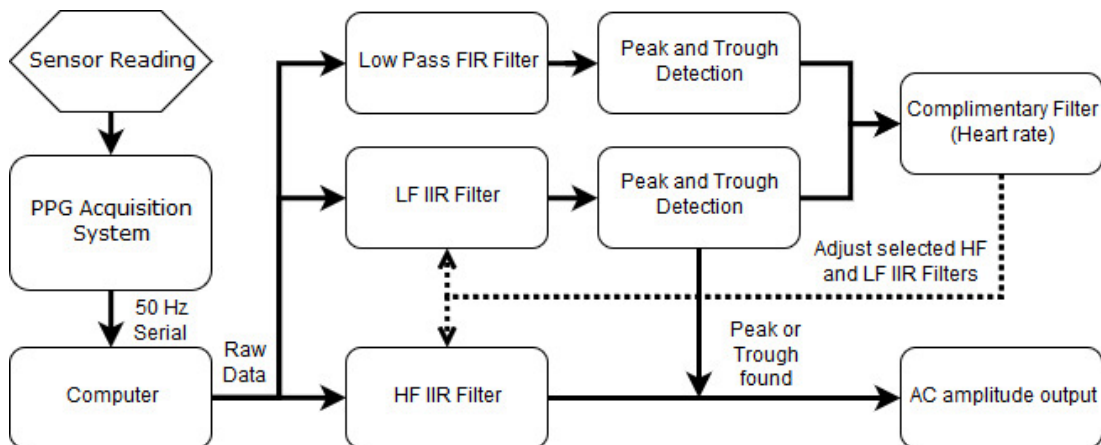 Sensor Reading
PPG Acquisition
System
50 Hz
Serial
Computer
Raw
Data
Low Pass FIR Filter
Peak and Trough
Detection
LF IIR Filter
Peak and Trough
Detection
Complimentary Filter
(Heart rate)
Adjust selected HF
and LF IIR Filters
HF IIR Filter
Peak or
Trough
found
AC amplitude output